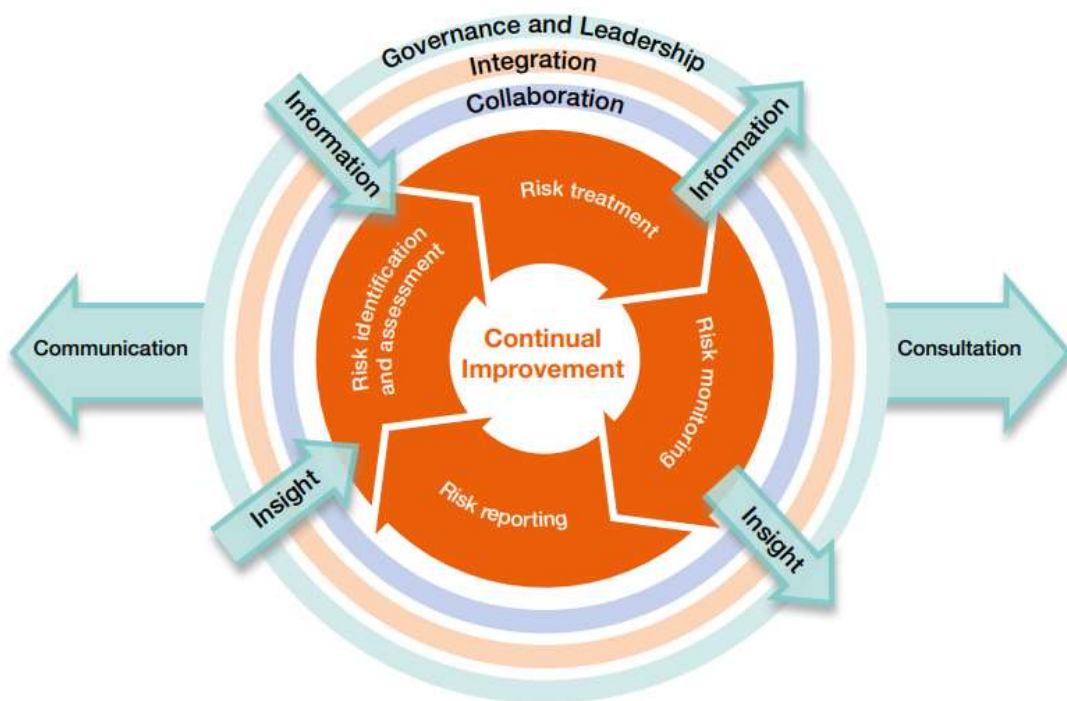 Governance and Leadership
Integration
Collaboration
Information
Information
Risk treatment
Risk identification
and assessment
Continual
Improvement
Risk monitoring
Communication
Consultation
Risk reporting
Insight
Insight